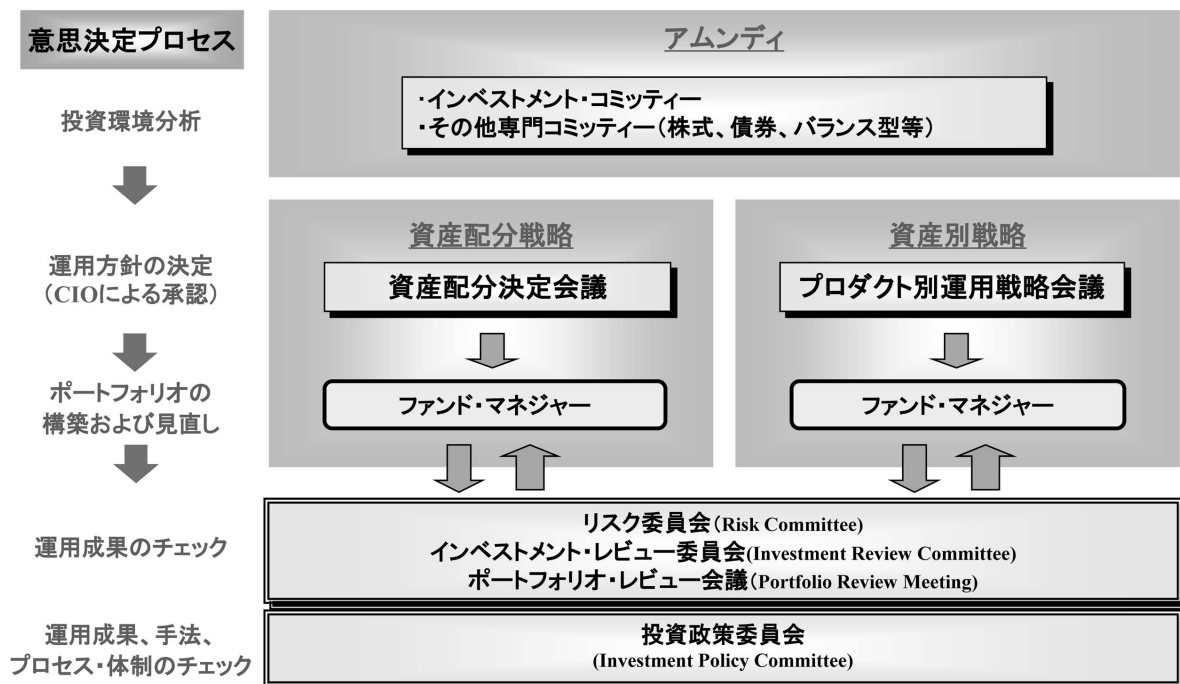 意思決定プロセス
アムンディ
投資環境分析
・インベストメント・コミッティー
・その他専門コミッティー（株式、債券、バランス型等）
資産配分戦略
資産別戦略
運用方針の決定
（CIOによる承認）
資産配分決定会議
プロダクト別運用戦略会議
ポートフォリオの
構築および見直し
ファンド・マネジャー
ファンド・マネジャー
運用成果のチェック
リスク委員会（Risk Committee）
インベストメント・レビュー委員会(Investment Review Committee）
ポートフォリオ・レビュー会議（Portfolio Review Meeting）
運用成果、手法、
プロセス・体制のチェック
投資政策委員会
(Investment Policy Committee）